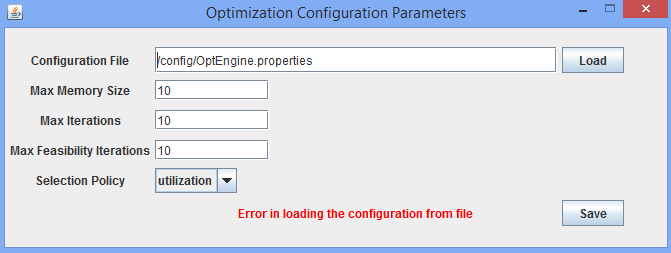 Optimization Configuration Parameters
Configuration File /config/OptEngine.properties Load
Max Memory Size 10
Max Iterations 10
Max Feasibility Iterations 10
Selection Policy utilization
Error in loading the configuration from file Save